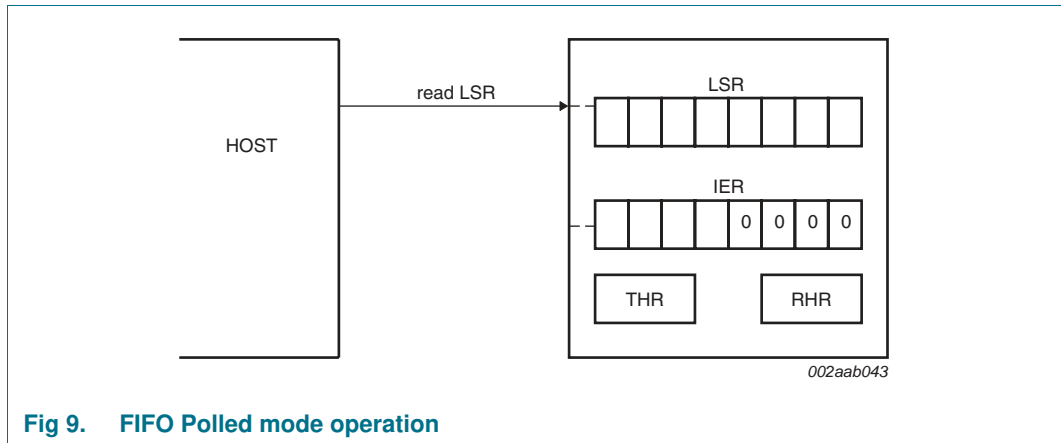 read LSR
LSR
HOST
IER
0 0 0 0
THR RHR
002aab043
Fig 9. FIFO Polled mode operation